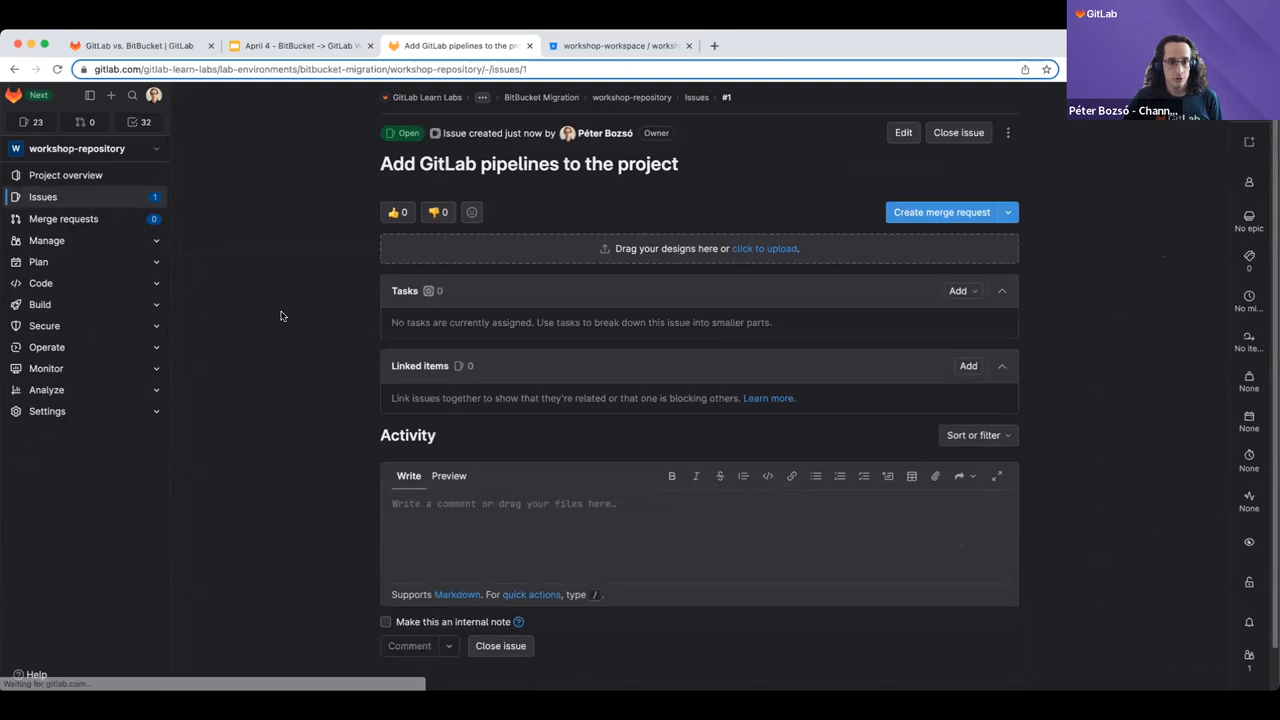 GitLab
GitLab vs. BitBucket | GitLab
April 4 - BitBucket -> GitLab W
Add GitLab pipelines to the pr
workshop-workspace / worksh
gitlab.com/gitlab-learn-labs/lab-environments/bitbucket-migration/workshop-repository/-/issues/1
Péter Bozsó - Chann...
GitLab
Next
23
0
32
W workshop-repository
Project overview
Issues 1
Merge requests 0
Manage
Plan
Code
Build
Secure
Operate
Monitor
Analyze
Settings
Help
Waiting for gitlab.com...
GitLab Learn Labs ... BitBucket Migration workshop-repository Issues #1
Open Issue created just now by Péter Bozsó Owner
Edit Close issue
Add GitLab pipelines to the project
0 0
Create merge request
Drag your designs here or click to upload.
Tasks 0 Add
No tasks are currently assigned. Use tasks to break down this issue into smaller parts.
Linked items 0 Add
Link issues together to show that they're related or that one is blocking others. Learn more.
Activity Sort or filter
Write Preview
Write a comment or drag your files here…
Supports Markdown. For quick actions, type /.
Make this an internal note
Comment Close issue
No epic
0
No mi...
No ite...
None
None
None
None
1